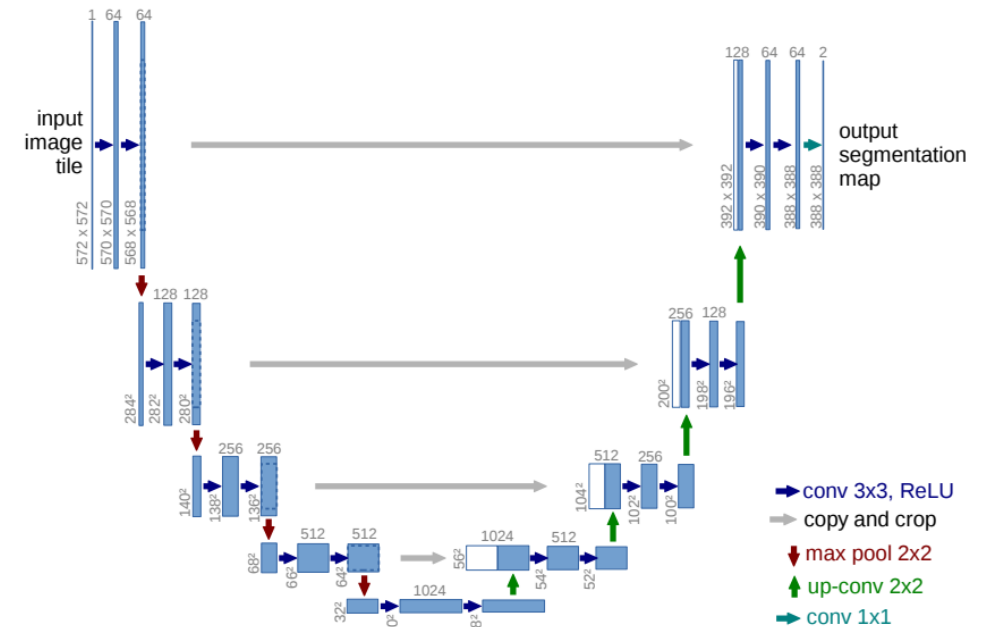 1 64 64
128 64 64 2
input
image
tile
output
segmentation
map
572 x 572
570 x 570
568 x 568
392 x 392
390 x 390
388 x 388
388 x 388
128 128
256 128
284²
282²
280²
200²
198²
196²
256 256
512 256
140²
138²
136²
104²
102²
100²
512 512
1024 512
68²
66²
64²
56²
54²
52²
1024
32²
conv 3x3, ReLU
copy and crop
max pool 2x2
up-conv 2x2
conv 1x1